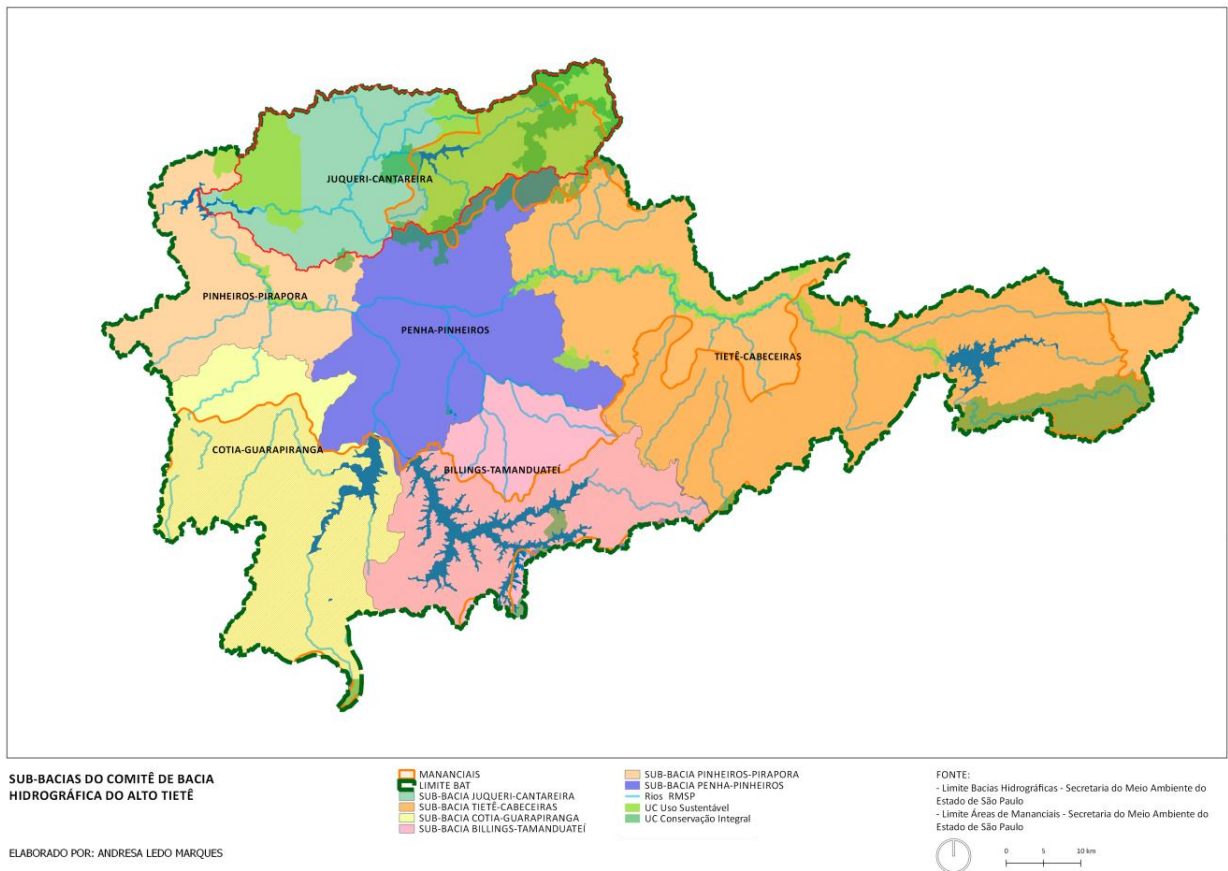 JUQUERI-CANTAREIRA
PINHEIROS-PIRAPORA
PENHA-PINHEIROS
TIETÊ-CABECEIRAS
COTIA-GUARAPIRANGA
BILLINGS-TAMANDUATEÍ
SUB-BACIAS DO COMITÊ DE BACIA
HIDROGRÁFICA DO ALTO TIETÊ
ELABORADO POR: ANDRESA LEDO MARQUES
MANANCIAIS
LIMITE BAT
SUB-BACIA JUQUERI-CANTAREIRA
SUB-BACIA TIETÊ-CABECEIRAS
SUB-BACIA COTIA-GUARAPIRANGA
SUB-BACIA BILLINGS-TAMANDUATEÍ
SUB-BACIA PINHEIROS-PIRAPORA
SUB-BACIA PENHA-PINHEIROS
Rios RMSP
UC Uso Sustentável
UC Conservação Integral
FONTE:
- Limite Bacias Hidrográficas - Secretaria do Meio Ambiente do
Estado de São Paulo
- Limite Áreas de Mananciais - Secretaria do Meio Ambiente do
Estado de São Paulo
0 5 10 km